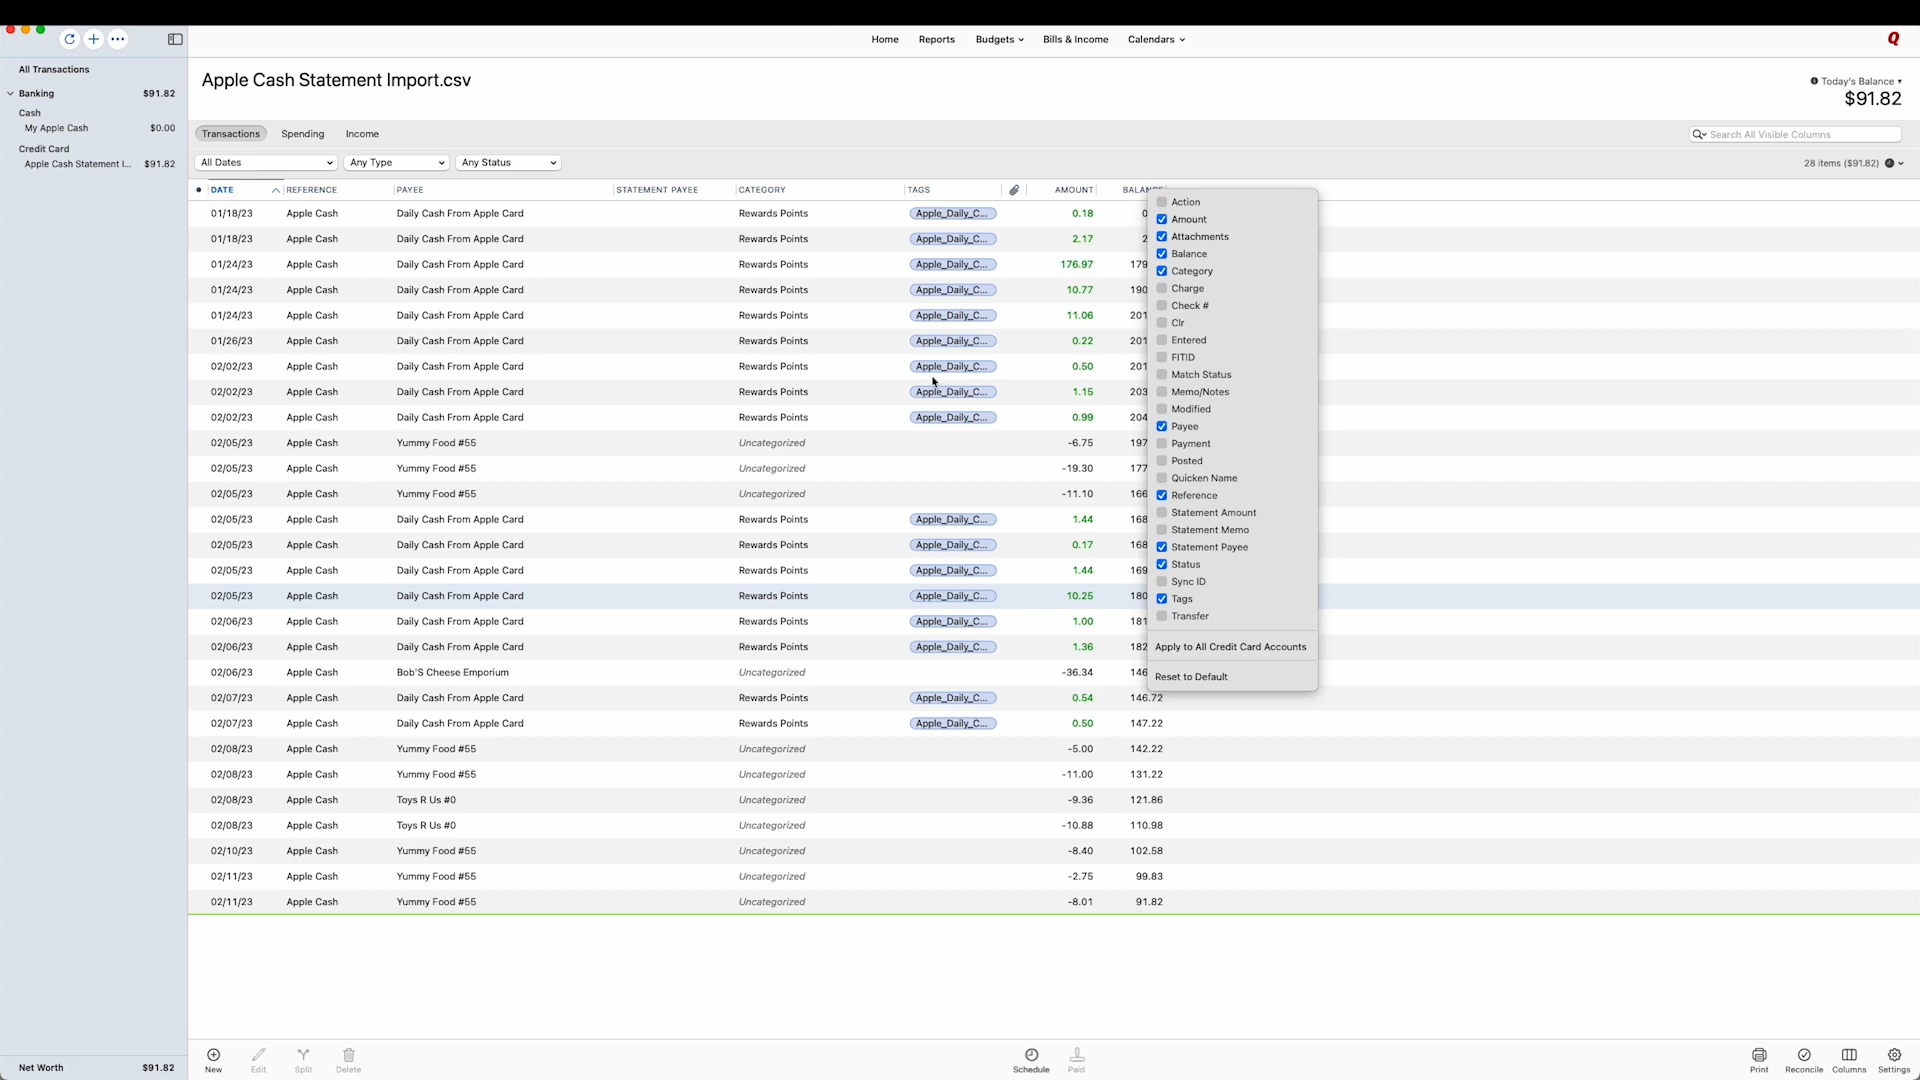 Home Reports Budgets Bills & Income Calendars Q
All Transactions
Banking $91.82
Cash
My Apple Cash $0.00
Credit Card
Apple Cash Statement I... $91.82
Net Worth $91.82
Apple Cash Statement Import.csv
Today's Balance
$91.82
Transactions Spending Income
Search All Visible Columns
All Dates Any Type Any Status
28 items ($91.82)
DATE REFERENCE PAYEE STATEMENT PAYEE CATEGORY TAGS AMOUNT BALANCE
01/18/23 Apple Cash Daily Cash From Apple Card Rewards Points Apple_Daily_C... 0.18 0
01/18/23 Apple Cash Daily Cash From Apple Card Rewards Points Apple_Daily_C... 2.17 2
01/24/23 Apple Cash Daily Cash From Apple Card Rewards Points Apple_Daily_C... 176.97 179
01/24/23 Apple Cash Daily Cash From Apple Card Rewards Points Apple_Daily_C... 10.77 190
01/24/23 Apple Cash Daily Cash From Apple Card Rewards Points Apple_Daily_C... 11.06 201
01/26/23 Apple Cash Daily Cash From Apple Card Rewards Points Apple_Daily_C... 0.22 201
02/02/23 Apple Cash Daily Cash From Apple Card Rewards Points Apple_Daily_C... 0.50 201
02/02/23 Apple Cash Daily Cash From Apple Card Rewards Points Apple_Daily_C... 1.15 203
02/02/23 Apple Cash Daily Cash From Apple Card Rewards Points Apple_Daily_C... 0.99 204
02/05/23 Apple Cash Yummy Food #55 Uncategorized -6.75 197
02/05/23 Apple Cash Yummy Food #55 Uncategorized -19.30 177
02/05/23 Apple Cash Yummy Food #55 Uncategorized -11.10 166
02/05/23 Apple Cash Daily Cash From Apple Card Rewards Points Apple_Daily_C... 1.44 168
02/05/23 Apple Cash Daily Cash From Apple Card Rewards Points Apple_Daily_C... 0.17 168
02/05/23 Apple Cash Daily Cash From Apple Card Rewards Points Apple_Daily_C... 1.44 169
02/05/23 Apple Cash Daily Cash From Apple Card Rewards Points Apple_Daily_C... 10.25 180
02/06/23 Apple Cash Daily Cash From Apple Card Rewards Points Apple_Daily_C... 1.00 181
02/06/23 Apple Cash Daily Cash From Apple Card Rewards Points Apple_Daily_C... 1.36 182
02/06/23 Apple Cash Bob'S Cheese Emporium Uncategorized -36.34 146
02/07/23 Apple Cash Daily Cash From Apple Card Rewards Points Apple_Daily_C... 0.54 146.72
02/07/23 Apple Cash Daily Cash From Apple Card Rewards Points Apple_Daily_C... 0.50 147.22
02/08/23 Apple Cash Yummy Food #55 Uncategorized -5.00 142.22
02/08/23 Apple Cash Yummy Food #55 Uncategorized -11.00 131.22
02/08/23 Apple Cash Toys R Us #0 Uncategorized -9.36 121.86
02/08/23 Apple Cash Toys R Us #0 Uncategorized -10.88 110.98
02/10/23 Apple Cash Yummy Food #55 Uncategorized -8.40 102.58
02/11/23 Apple Cash Yummy Food #55 Uncategorized -2.75 99.83
02/11/23 Apple Cash Yummy Food #55 Uncategorized -8.01 91.82
Action
Amount
Attachments
Balance
Category
Charge
Check #
Clr
Entered
FITID
Match Status
Memo/Notes
Modified
Payee
Payment
Posted
Quicken Name
Reference
Statement Amount
Statement Memo
Statement Payee
Status
Sync ID
Tags
Transfer
Apply to All Credit Card Accounts
Reset to Default
New Edit Split Delete Schedule Paid Print Reconcile Columns Settings